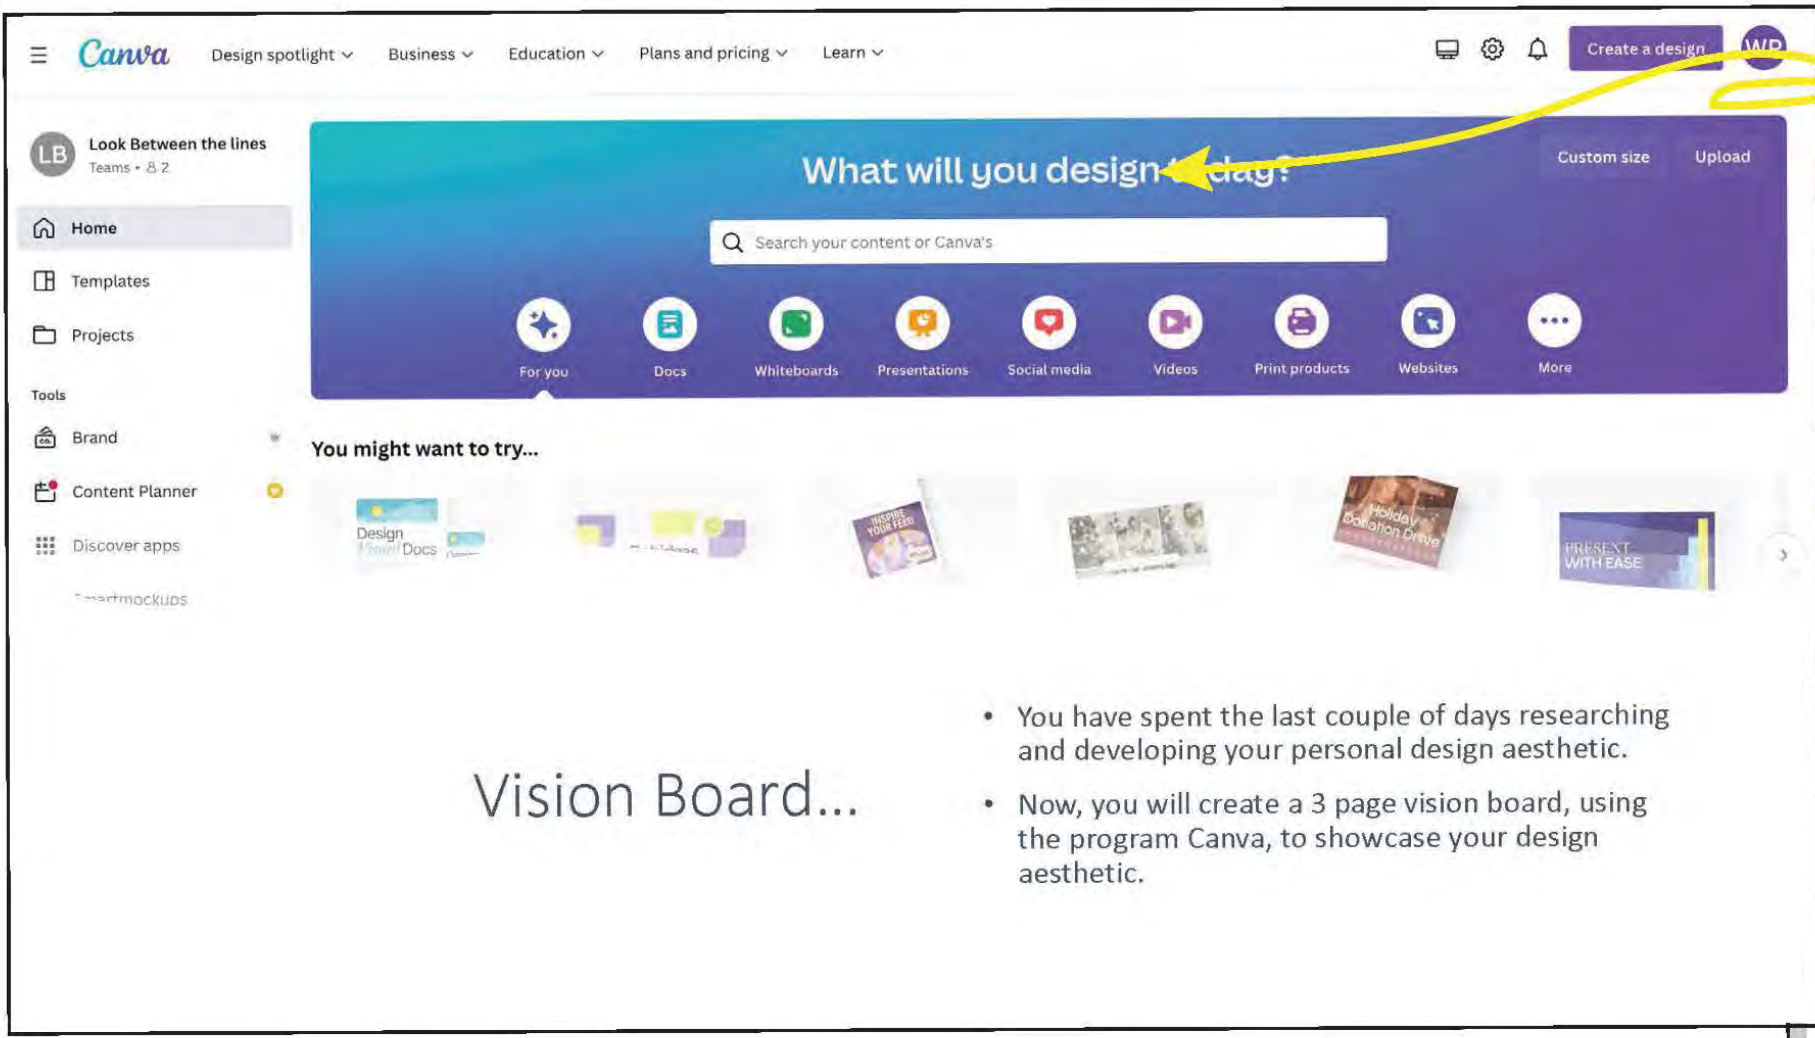 Canva
Design spotlight
Business
Education
Plans and pricing
Learn
Create a design
WP
LB
Look Between the lines
Teams • 2
Home
Templates
Projects
Tools
Brand
Content Planner
Discover apps
What will you design today?
Custom size
Upload
Search your content or Canva's
For you
Docs
Whiteboards
Presentations
Social media
Videos
Print products
Websites
More
You might want to try...
Design
Docs
INSPIRE
YOUR FEED
Holiday
Donation Drive
PRESENT
WITH EASE
Vision Board...
• You have spent the last couple of days researching
and developing your personal design aesthetic.
• Now, you will create a 3 page vision board, using
the program Canva, to showcase your design
aesthetic.